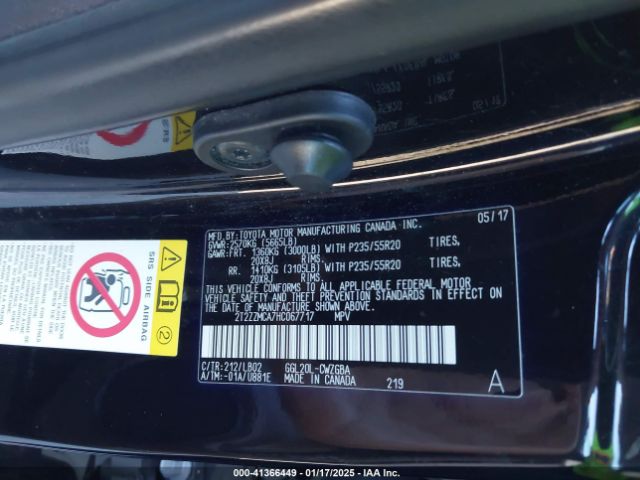 MFD.BY:TOYOTA MOTOR MANUFACTURING CANADA INC. 05/17
GVWR:2570KG (5665LB)
GAWR:FRT. 1360KG (3000LB) WITH P235/55R20 TIRES,
20X8J RIMS,
RR. 1410KG (3105LB) WITH P235/55R20 TIRES,
20X8J RIMS.
THIS VEHICLE CONFORMS TO ALL APPLICABLE FEDERAL MOTOR
VEHICLE SAFETY AND THEFT PREVENTION STANDARDS IN EFFECT ON
THE DATE OF MANUFACTURE SHOWN ABOVE.
2T2ZZMCA7HC067717 MPV
C/TR:212/LB02 GGL20L-CWZGBA
A/TM:-01A/U881E MADE IN CANADA 219 A
SRS SIDE AIRBAG
000-41366449 - 01/17/2025 - IAA Inc.